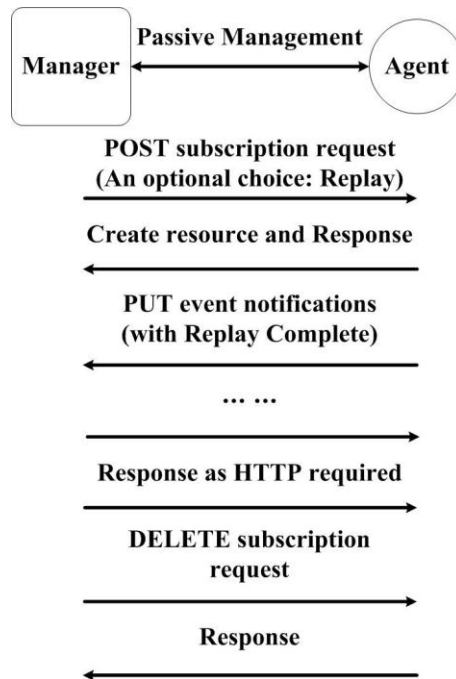 Passive Management
Manager
Agent
POST subscription request
(An optional choice: Replay)
Create resource and Response
PUT event notifications
(with Replay Complete)
... ...
Response as HTTP required
DELETE subscription
request
Response